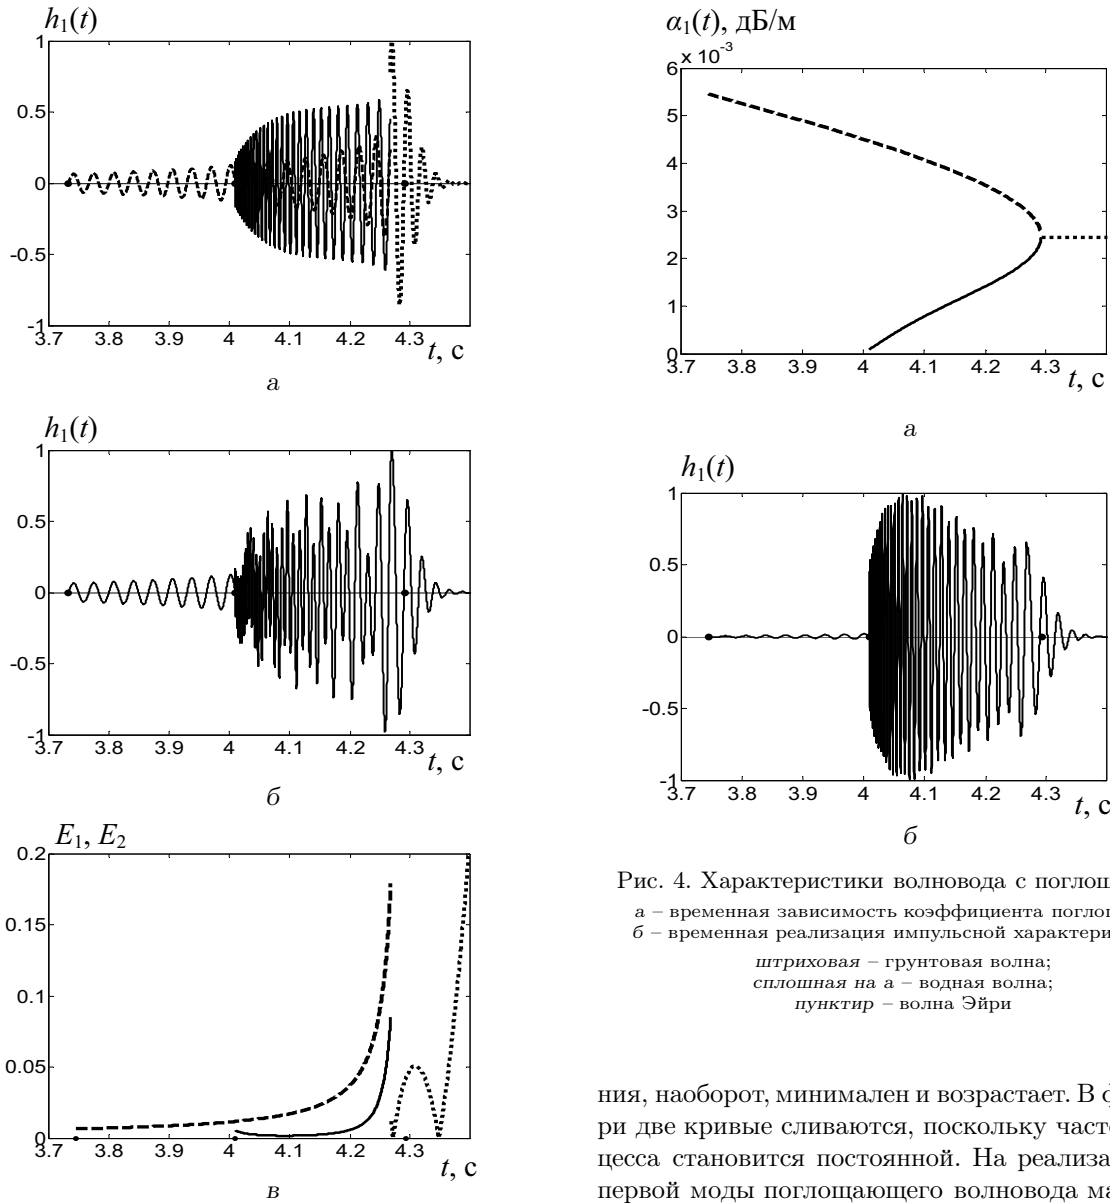 h₁(t)
1
0.5
0
-0.5
-1
3.7 3.8 3.9 4 4.1 4.2 4.3
t, с
а
h₁(t)
1
0.5
0
-0.5
-1
3.7 3.8 3.9 4 4.1 4.2 4.3
t, с
б
E₁, E₂
0.2
0.15
0.1
0.05
0
3.7 3.8 3.9 4 4.1 4.2 4.3
t, с
в
α₁(t), дБ/м
6 x 10⁻³
5
4
3
2
1
0
3.7 3.8 3.9 4 4.1 4.2 4.3
t, с
а
h₁(t)
1
0.5
0
-0.5
-1
3.7 3.8 3.9 4 4.1 4.2 4.3
t, с
б
Рис. 4. Характеристики волновода с поглощ
а – временная зависимость коэффициента погло
б – временная реализация импульсной характери
штриховая – грунтовая волна;
сплошная на а – водная волна;
пунктир – волна Эйри
ния, наоборот, минимален и возрастает. В ф
ри две кривые сливаются, поскольку часто
цесса становится постоянной. На реализа
первой моды поглощающего волновода ма